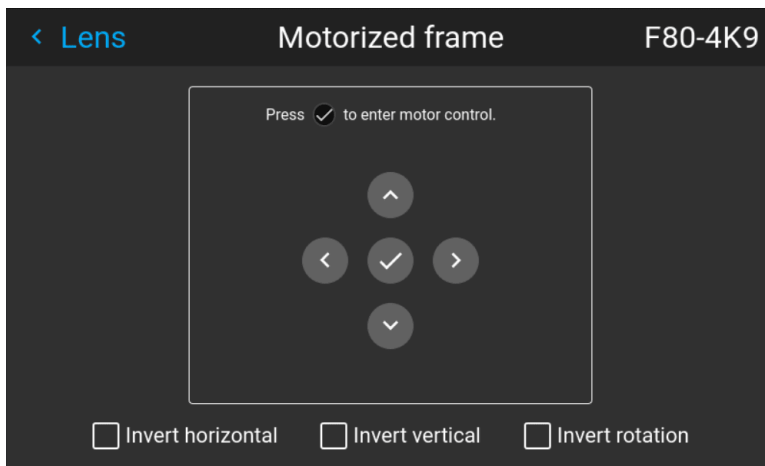 Lens Motorized frame F80-4K9
Press to enter motor control.
Invert horizontal Invert vertical Invert rotation